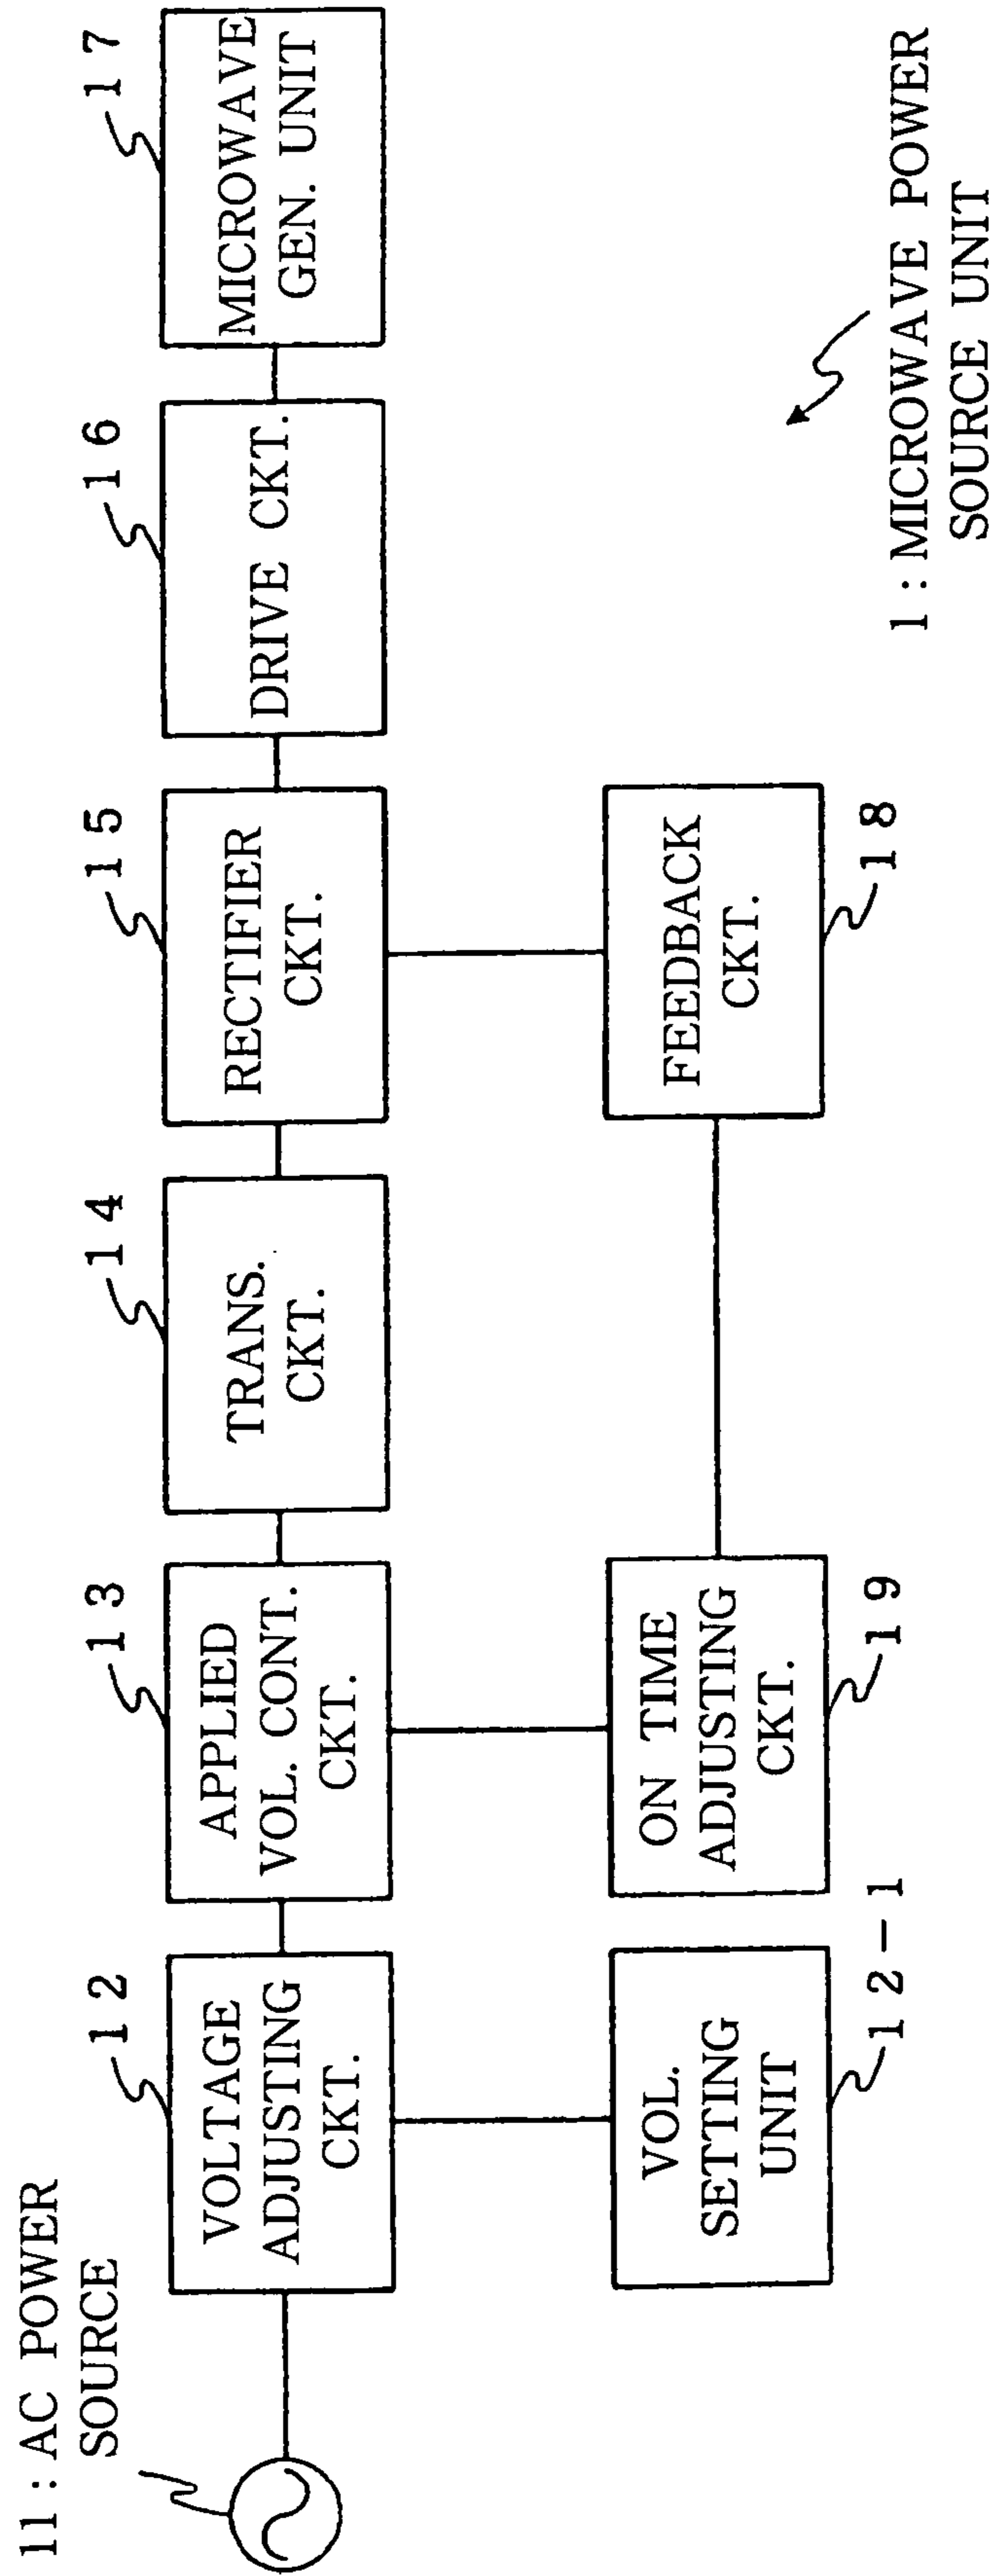 11 : AC POWER
SOURCE
12
VOLTAGE
ADJUSTING
CKT.
13
APPLIED
VOL. CONT.
CKT.
14
TRANS.
CKT.
15
RECTIFIER
CKT.
16
DRIVE CKT.
17
MICROWAVE
GEN. UNIT
VOL.
SETTING
UNIT
12-1
ON TIME
ADJUSTING
CKT.
19
FEEDBACK
CKT.
18
1 : MICROWAVE POWER
SOURCE UNIT